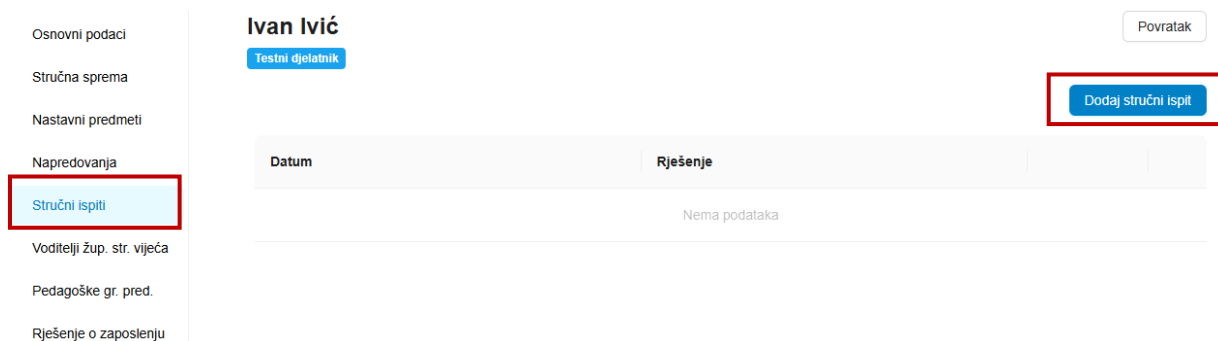 Osnovni podaci
Stručna sprema
Nastavni predmeti
Napredovanja
Stručni ispiti
Voditelji žup. str. vijeća
Pedagoške gr. pred.
Rješenje o zaposlenju
Ivan Ivić
Povratak
Testni djelatnik
Dodaj stručni ispit
Datum Rješenje
Nema podataka